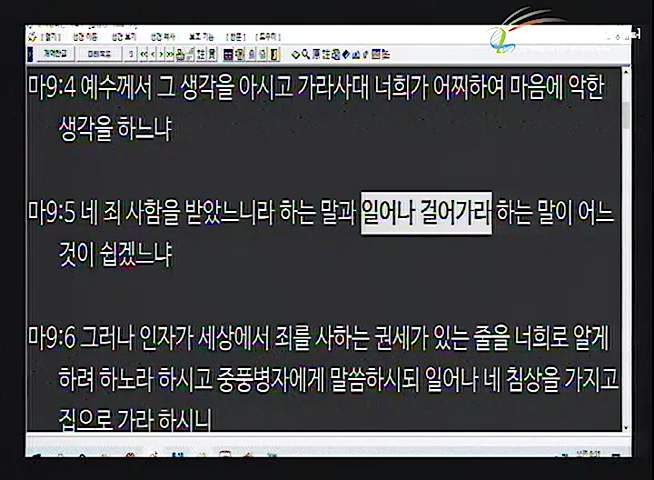 마9:4 예수께서 그 생각을 아시고 가라사대 너희가 어찌하여 마음에 악한
생각을 하느냐
마9:5 네 죄 사함을 받았느니라 하는 말과 일어나 걸어가라 하는 말이 어느
것이 쉽겠느냐
마9:6 그러나 인자가 세상에서 죄를 사하는 권세가 있는 줄을 너희로 알게
하려 하노라 하시고 중풍병자에게 말씀하시되 일어나 네 침상을 가지고
집으로 가라 하시니